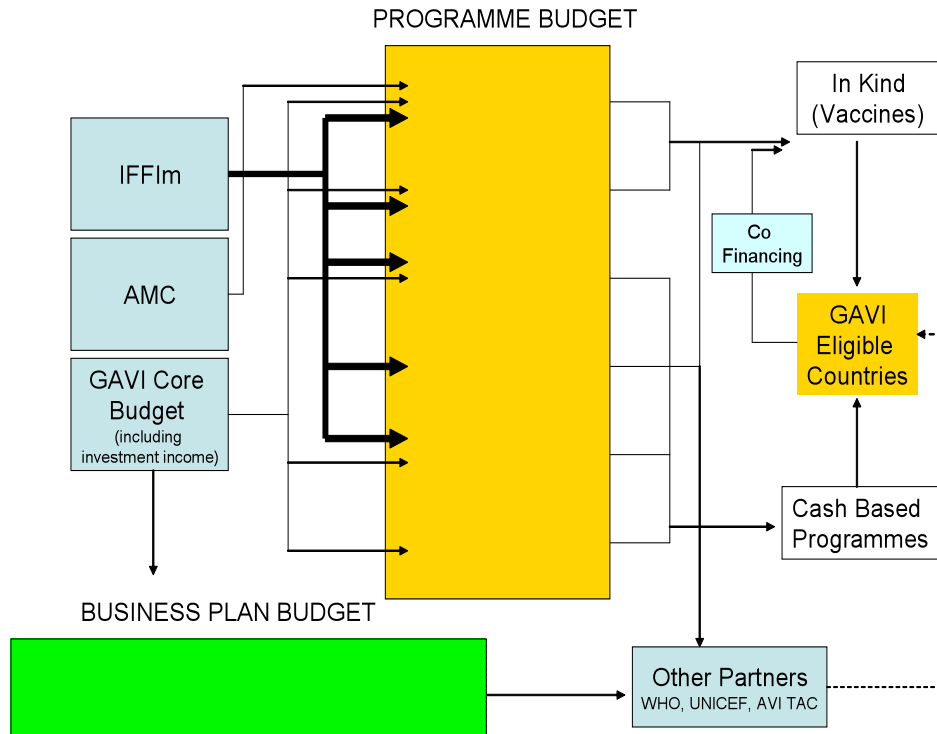 PROGRAMME BUDGET
In Kind
(Vaccines)
IFFIm
Co
Financing
AMC
GAVI
Eligible
Countries
GAVI Core
Budget
(including
investment income)
Cash Based
Programmes
BUSINESS PLAN BUDGET
Other Partners
WHO, UNICEF, AVI TAC